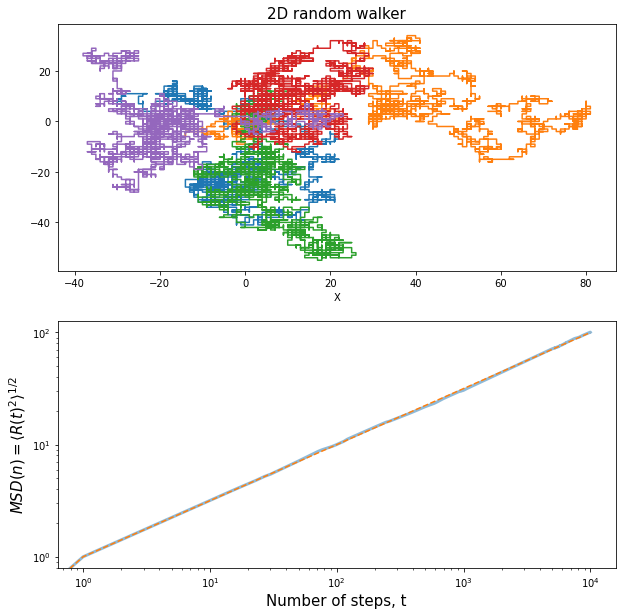 2D random walker
20
0
−20
−40
−40 −20 0 20 40 60 80
X
10²
10¹
10⁰
MSD(n) = ⟨R(t)²⟩^{1/2}
10⁰ 10¹ 10² 10³ 10⁴
Number of steps, t